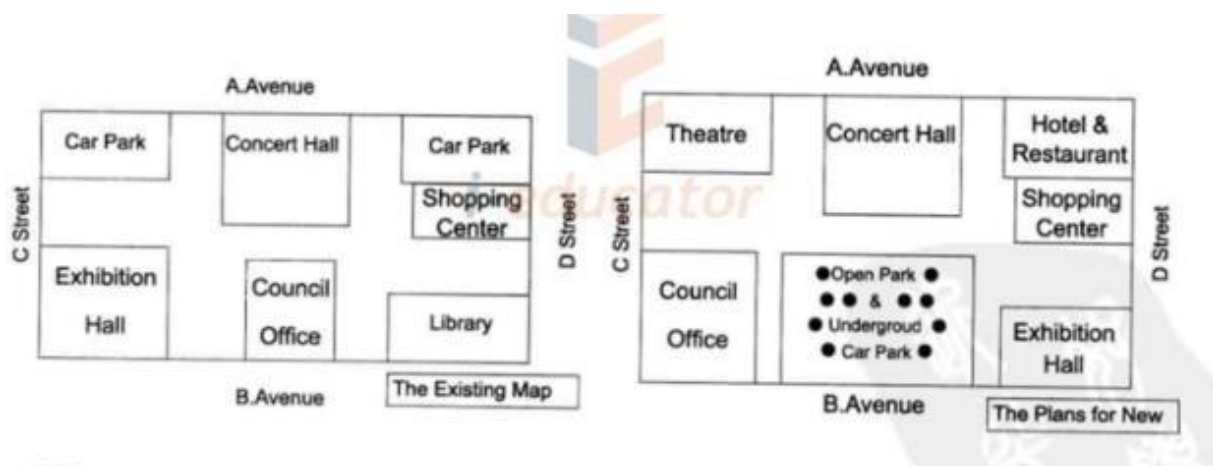 A.Avenue
Car Park
Concert Hall
Car Park
Shopping
Center
C Street
D Street
Exhibition
Hall
Council
Office
Library
B.Avenue
The Existing Map
A.Avenue
Theatre
Concert Hall
Hotel &
Restaurant
Shopping
Center
C Street
D Street
Council
Office
Open Park
&
Undergroud
Car Park
Exhibition
Hall
B.Avenue
The Plans for New
educator